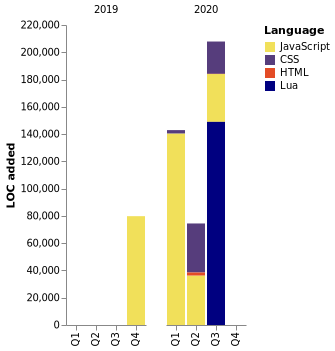 2019 2020
Language
JavaScript
CSS
HTML
Lua
LOC added
220,000
200,000
180,000
160,000
140,000
120,000
100,000
80,000
60,000
40,000
20,000
0
Q1 Q2 Q3 Q4 Q1 Q2 Q3 Q4